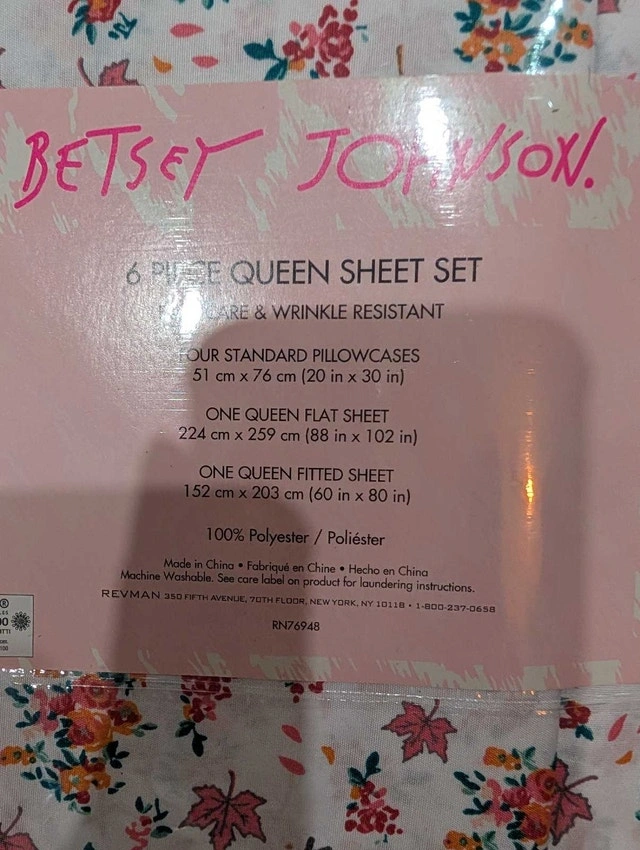 BETSEY JOHNSON.
6 PIECE QUEEN SHEET SET
CARE & WRINKLE RESISTANT
FOUR STANDARD PILLOWCASES
51 cm x 76 cm (20 in x 30 in)
ONE QUEEN FLAT SHEET
224 cm x 259 cm (88 in x 102 in)
ONE QUEEN FITTED SHEET
152 cm x 203 cm (60 in x 80 in)
100% Polyester / Poliéster
Made in China • Fabriqué en Chine • Hecho en China
Machine Washable. See care label on product for laundering instructions.
REVMAN 350 FIFTH AVENUE, 70TH FLOOR, NEW YORK, NY 10118 • 1-800-237-0658
RN76948